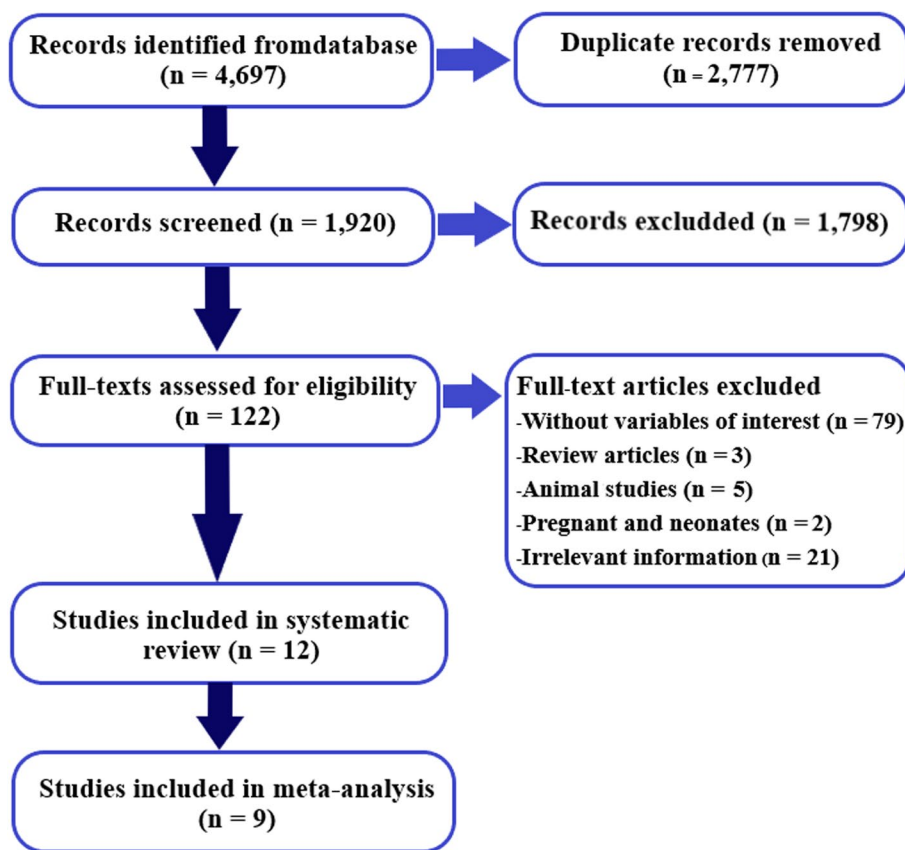 Records identified fromdatabase
(n = 4,697)
Duplicate records removed
(n = 2,777)
Records screened (n = 1,920)
Records excludded (n = 1,798)
Full-texts assessed for eligibility
(n = 122)
Full-text articles excluded
-Without variables of interest (n = 79)
-Review articles (n = 3)
-Animal studies (n = 5)
-Pregnant and neonates (n = 2)
-Irrelevant information (n = 21)
Studies included in systematic
review (n = 12)
Studies included in meta-analysis
(n = 9)